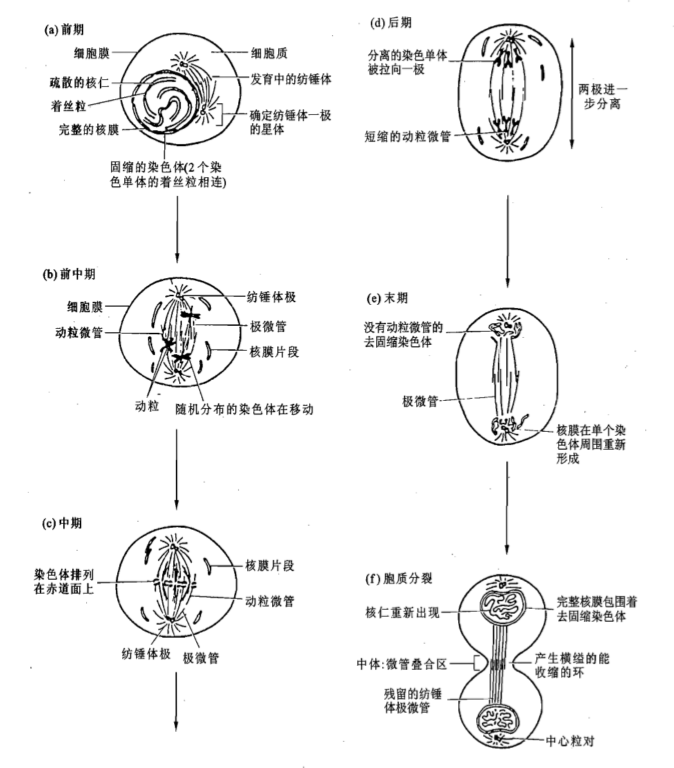 (a) 前期
细胞膜
细胞质
疏散的核仁
发育中的纺锤体
着丝粒
确定纺锤体一极
的星体
完整的核膜
固缩的染色体(2个染
色单体的着丝粒相连)
(b) 前中期
细胞膜
纺锤体极
动粒微管
极微管
核膜片段
动粒
随机分布的染色体在移动
(c) 中期
核膜片段
染色体排列
在赤道面上
动粒微管
纺锤体极
极微管
(d) 后期
分离的染色单体
被拉向一极
两极进一
步分离
短缩的动粒微管
(e) 末期
没有动粒微管的
去固缩染色体
极微管
核膜在单个染
色体周围重新
形成
(f) 胞质分裂
核仁重新出现
完整核膜包围着
去固缩染色体
中体:微管叠合区
产生横缢的能
收缩的环
残留的纺锤
体极微管
中心粒对